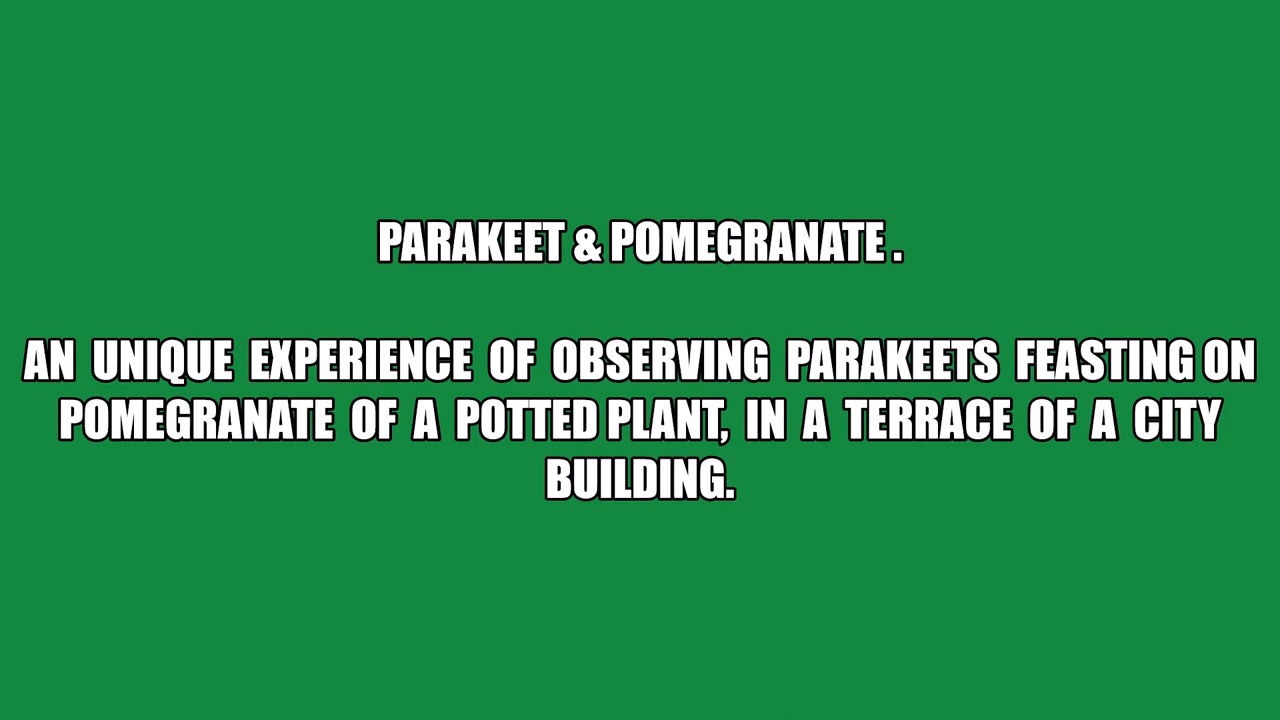 PARAKEET & POMEGRANATE .
AN UNIQUE EXPERIENCE OF OBSERVING PARAKEETS FEASTING ON
POMEGRANATE OF A POTTED PLANT, IN A TERRACE OF A CITY
BUILDING.